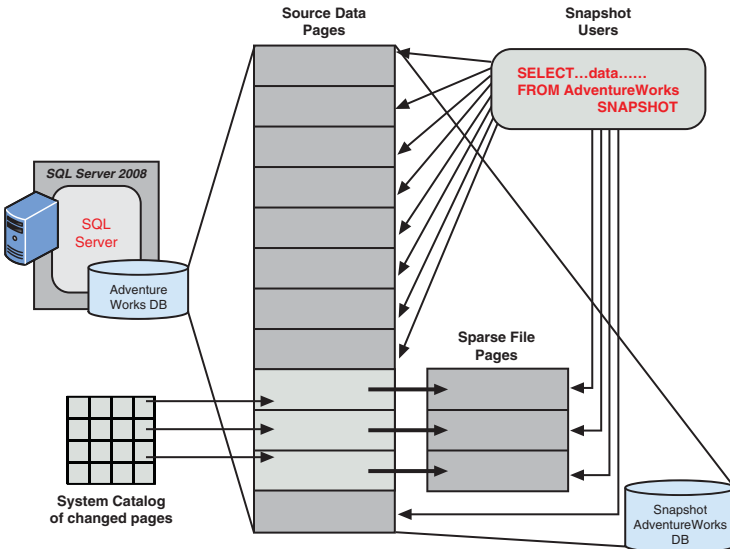 Source Data
Pages
Snapshot
Users
SELECT...data......
FROM AdventureWorks
SNAPSHOT
SQL Server 2008
SQL
Server
Adventure
Works DB
Sparse File
Pages
System Catalog
of changed pages
Snapshot
AdventureWorks
DB